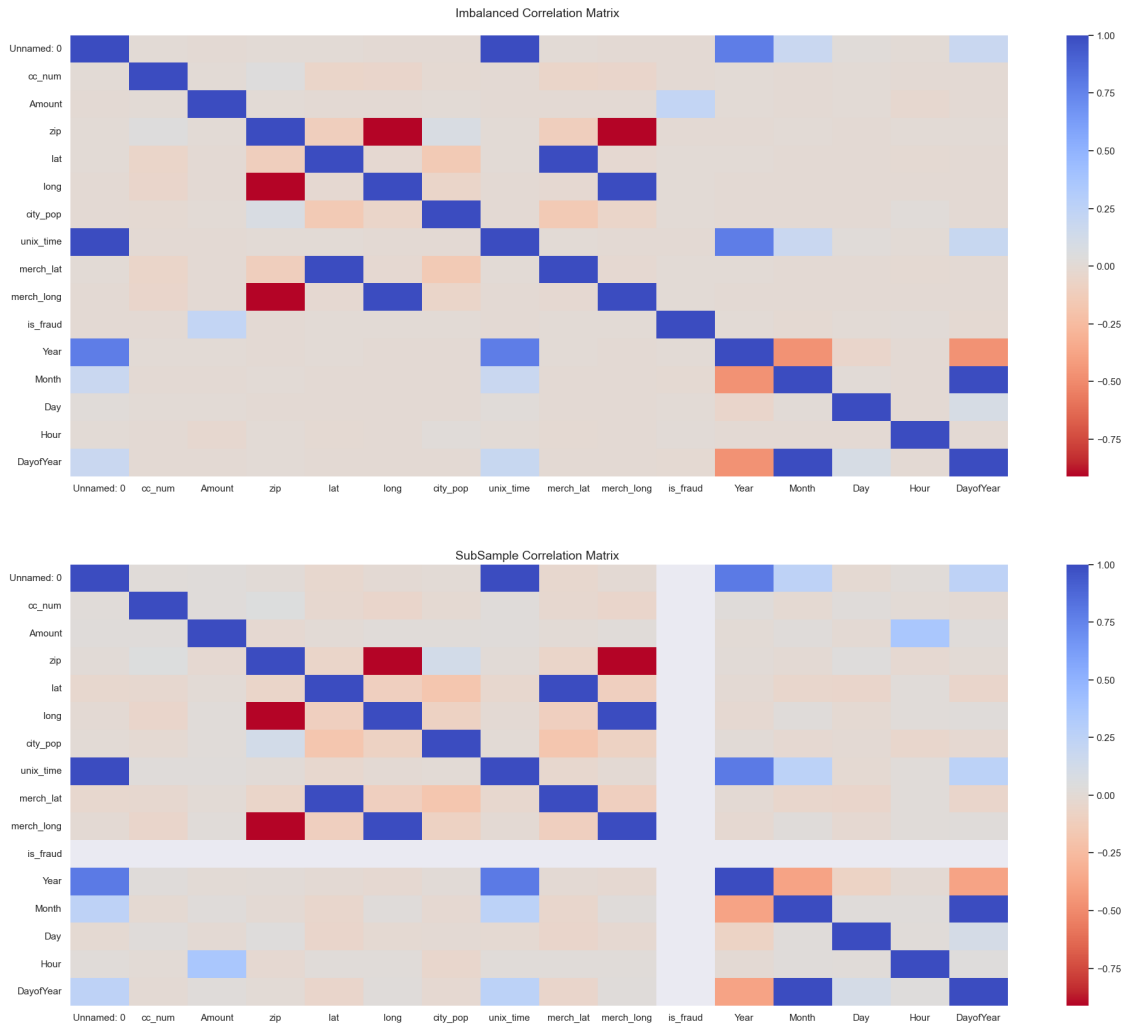 Imbalanced Correlation Matrix
Unnamed: 0
cc_num
Amount
zip
lat
long
city_pop
unix_time
merch_lat
merch_long
is_fraud
Year
Month
Day
Hour
DayofYear
Unnamed: 0 cc_num Amount zip lat long city_pop unix_time merch_lat merch_long is_fraud Year Month Day Hour DayofYear
1.00
0.75
0.50
0.25
0.00
−0.25
−0.50
−0.75
SubSample Correlation Matrix
Unnamed: 0
cc_num
Amount
zip
lat
long
city_pop
unix_time
merch_lat
merch_long
is_fraud
Year
Month
Day
Hour
DayofYear
Unnamed: 0 cc_num Amount zip lat long city_pop unix_time merch_lat merch_long is_fraud Year Month Day Hour DayofYear
1.00
0.75
0.50
0.25
0.00
−0.25
−0.50
−0.75